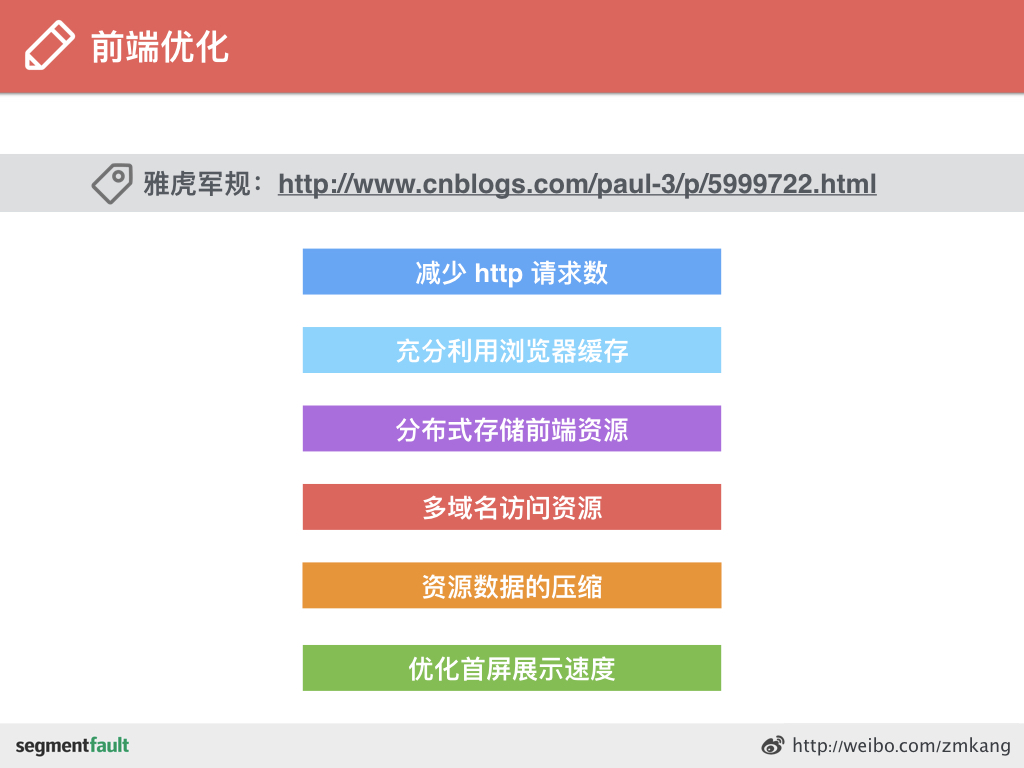 前端优化
雅虎军规：http://www.cnblogs.com/paul-3/p/5999722.html
减少 http 请求数
充分利用浏览器缓存
分布式存储前端资源
多域名访问资源
资源数据的压缩
优化首屏展示速度
segmentfault
http://weibo.com/zmkang